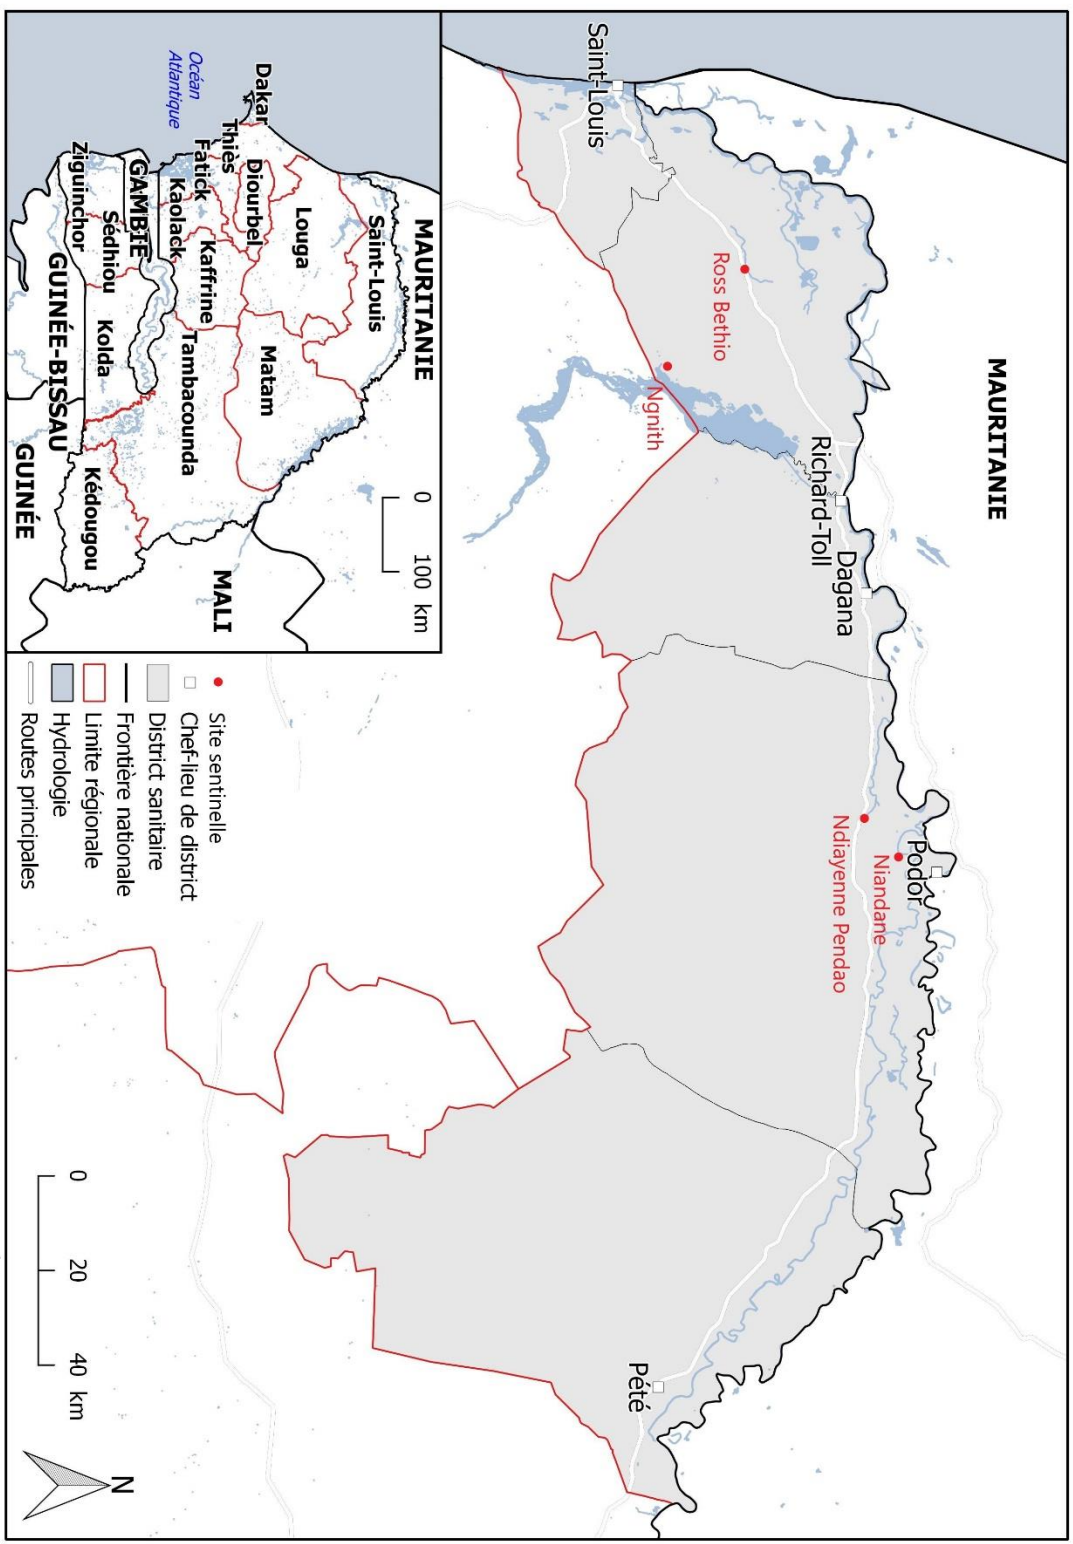 MAURITANIE
Saint-Louis
Ross Béthio
Ngnith
Richard-Toll
Dagana
Podor
Niandane
Ndiayenne Pendao
Pété
MAURITANIE
Saint-Louis
Louga
Matam
Dakar
Thiès
Diourbel
Fatick
Kaolack
Kaffrine
Tambacounda
GAMBIE
Ziguinchor
Sédhiou
Kolda
Kédougou
GUINÉE-BISSAU
GUINÉE
MALI
Océan
Atlantique
0 100 km
Site sentinelle
Chef-lieu de district
District sanitaire
Frontière nationale
Limite régionale
Hydrologie
Routes principales
0 20 40 km
N